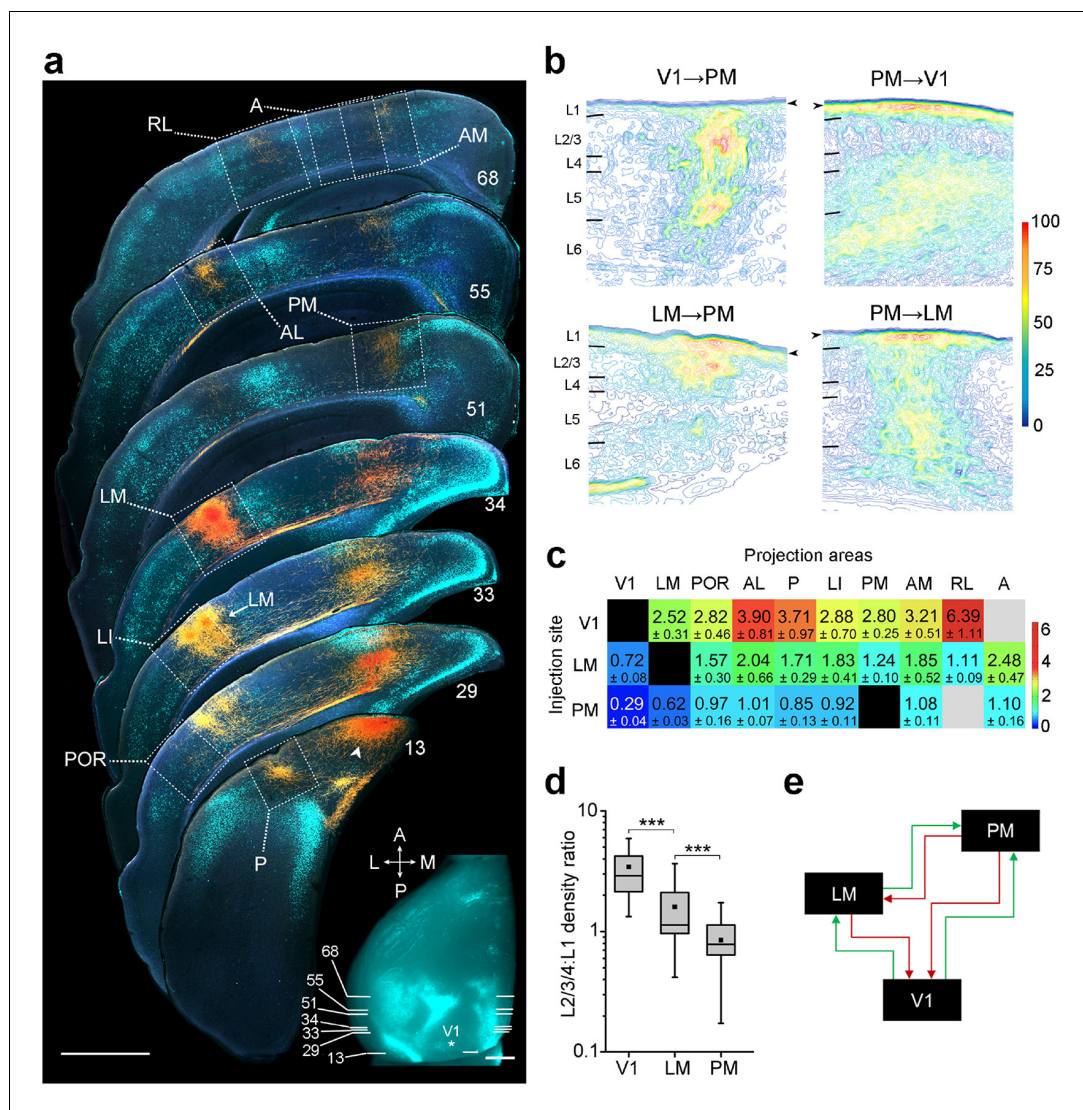 a
A
RL
AM
68
55
PM
AL
51
LM
34
LM
LI
33
29
POR
13
P
A
L M
P
68
55
51
34
33
29
13
V1
*
b
V1→PM
PM→V1
L1
L2/3
L4
L5
L6
LM→PM
PM→LM
L1
L2/3
L4
L5
L6
100
75
50
25
0
c
Projection areas
V1 LM POR AL P LI PM AM RL A
Injection site
V1 2.52 2.82 3.90 3.71 2.88 2.80 3.21 6.39
± 0.31 ± 0.46 ± 0.81 ± 0.97 ± 0.70 ± 0.25 ± 0.51 ± 1.11
LM 0.72 1.57 2.04 1.71 1.83 1.24 1.85 1.11 2.48
± 0.08 ± 0.30 ± 0.66 ± 0.29 ± 0.41 ± 0.10 ± 0.52 ± 0.09 ± 0.47
PM 0.29 0.62 0.97 1.01 0.85 0.92 1.08 1.10
± 0.04 ± 0.03 ± 0.16 ± 0.07 ± 0.13 ± 0.11 ± 0.11 ± 0.16
6
4
2
0
d
L2/3/4:L1 density ratio
10
1
0.1
*** ***
V1 LM PM
e
PM
LM
V1